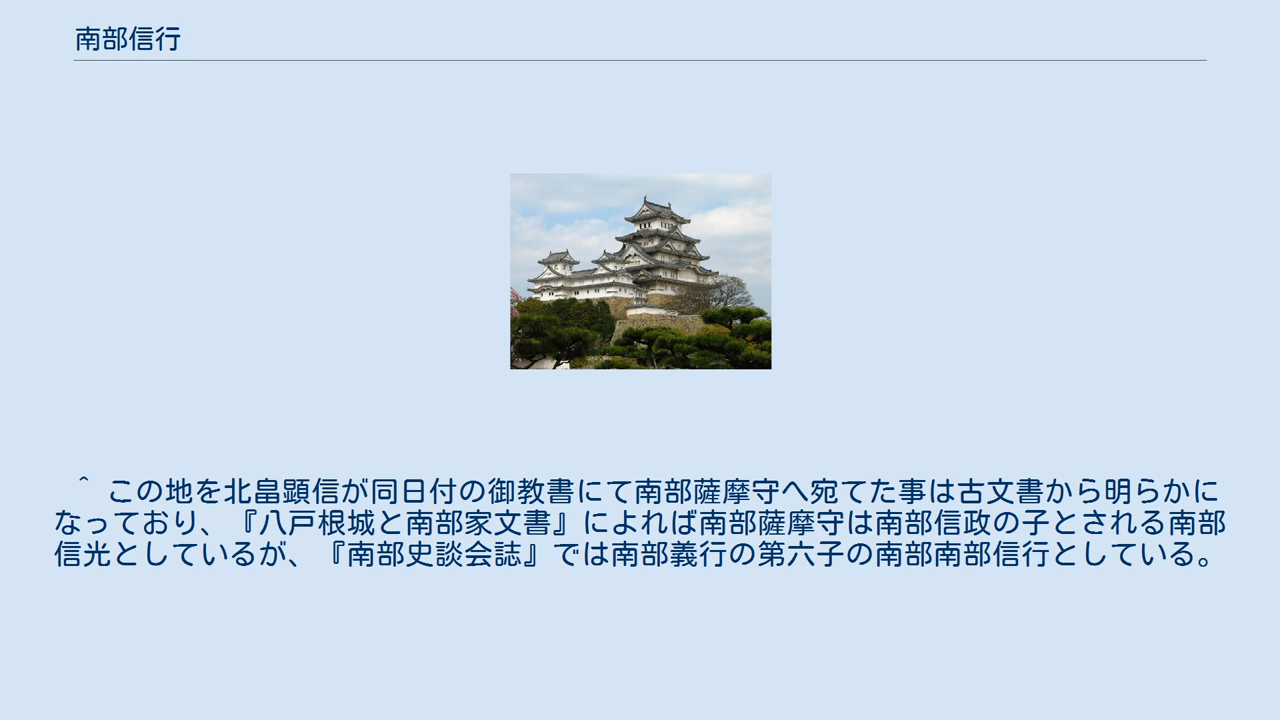 南部信行
＾ この地を北畠顕信が同日付の御教書にて南部薩摩守へ宛てた事は古文書から明らかに
なっており、『八戸根城と南部家文書』によれば南部薩摩守は南部信政の子とされる南部
信光としているが、『南部史談会誌』では南部義行の第六子の南部南部信行としている。